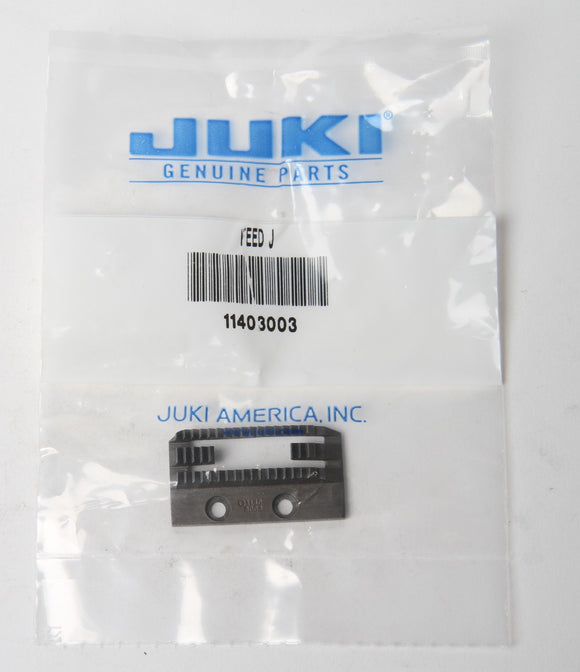 JUKI®
GENUINE PARTS
FEED J
11403003
JUKI AMERICA, INC.